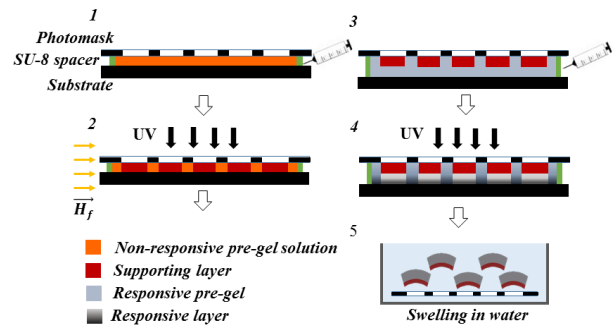 1
Photomask
SU-8 spacer
Substrate
3
2
UV
H_f
4
UV
5
Non-responsive pre-gel solution
Supporting layer
Responsive pre-gel
Responsive layer
Swelling in water